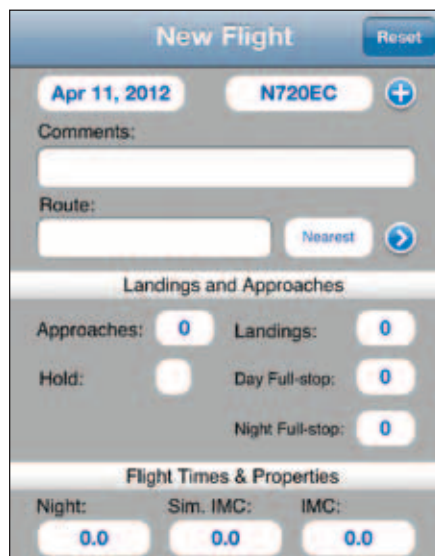 New Flight Reset
Apr 11, 2012 N720EC
Comments:
Route:
Nearest
Landings and Approaches
Approaches: 0 Landings: 0
Hold: Day Full-stop: 0
Night Full-stop: 0
Flight Times & Properties
Night: Sim. IMC: IMC:
0.0 0.0 0.0